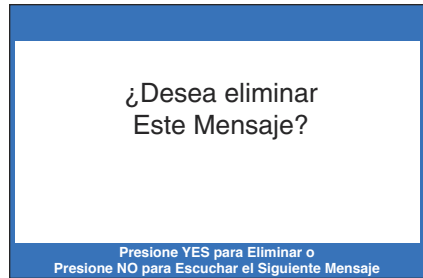 ¿Desea eliminar
Este Mensaje?
Presione YES para Eliminar o
Presione NO para Escuchar el Siguiente Mensaje